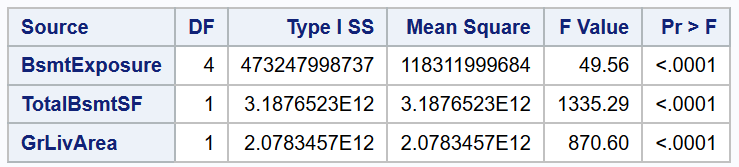 Source DF Type I SS Mean Square F Value Pr > F
BsmtExposure 4 473247998737 118311999684 49.56 <.0001
TotalBsmtSF 1 3.1876523E12 3.1876523E12 1335.29 <.0001
GrLivArea 1 2.0783457E12 2.0783457E12 870.60 <.0001